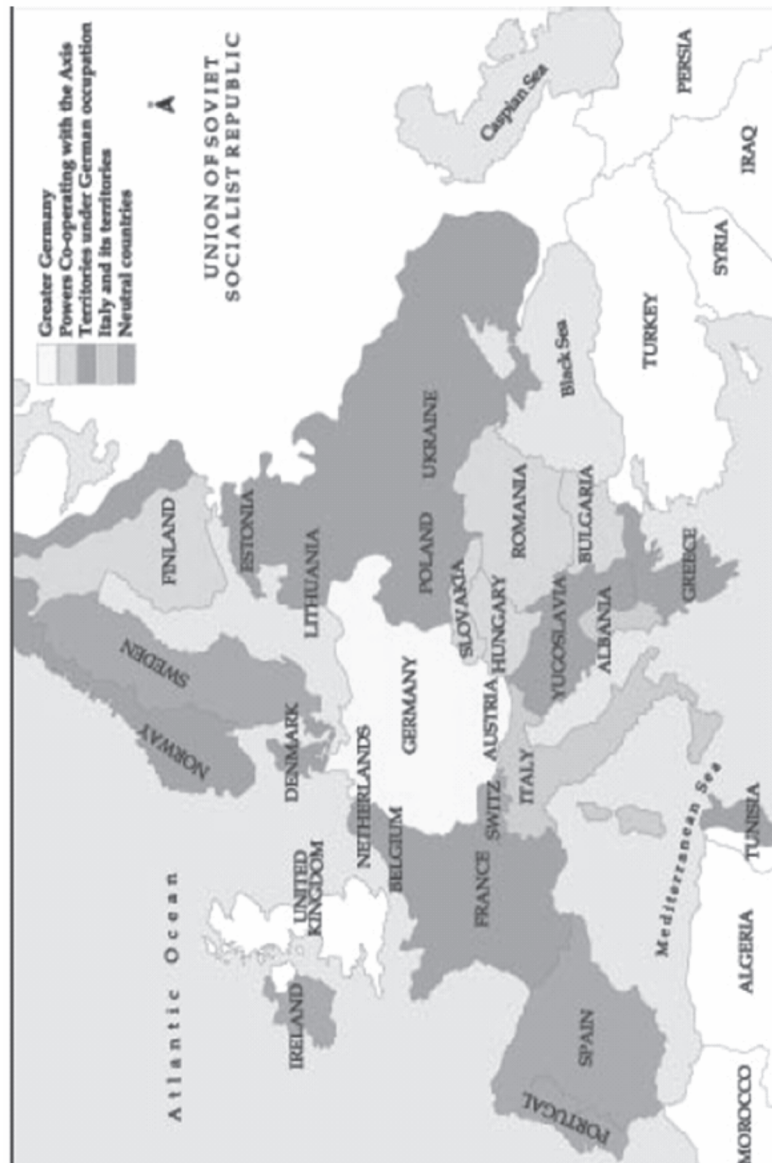 Greater Germany
Powers Co-operating with the Axis
Territories under German occupation
Italy and its territories
Neutral countries
UNION OF SOVIET
SOCIALIST REPUBLIC
Atlantic Ocean
NORWAY
SWEDEN
FINLAND
ESTONIA
LITHUANIA
DENMARK
IRELAND
UNITED
KINGDOM
NETHERLANDS
BELGIUM
GERMANY
POLAND
UKRAINE
Caspian Sea
FRANCE
SWITZ
AUSTRIA
SLOVAKIA
HUNGARY
ROMANIA
Black Sea
ITALY
YUGOSLAVIA
BULGARIA
ALBANIA
GREECE
TURKEY
PORTUGAL
SPAIN
Mediterranean Sea
MOROCCO
ALGERIA
TUNISIA
SYRIA
IRAQ
PERSIA